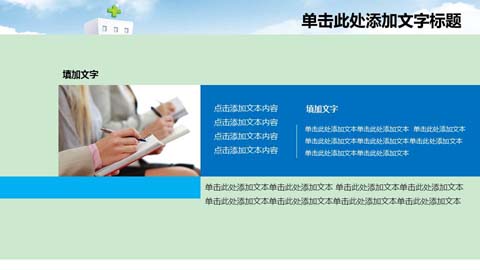 单击此处添加文字标题
填加文字
点击添加文本内容
点击添加文本内容
点击添加文本内容
点击添加文本内容
填加文字
单击此处添加文本单击此处添加文本 单击此处添加文本
单击此处添加文本单击此处添加文本单击此处添加文本
单击此处添加文本单击此处添加文本
单击此处添加文本单击此处添加文本 单击此处添加文本单击此处添加文本
单击此处添加文本单击此处添加文本单击此处添加文本单击此处添加文本